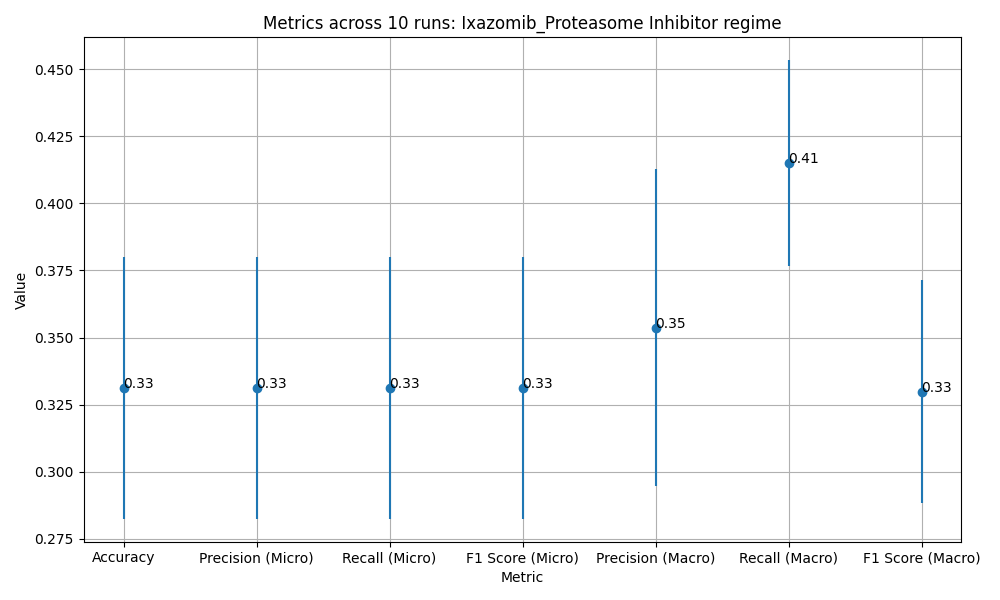 Metrics across 10 runs: Ixazomib_Proteasome Inhibitor regime
0.450
0.425
0.400
0.375
0.350
0.325
0.300
0.275
Value
0.33
0.33
0.33
0.33
0.35
0.41
0.33
Accuracy
Precision (Micro)
Recall (Micro)
F1 Score (Micro)
Precision (Macro)
Recall (Macro)
F1 Score (Macro)
Metric